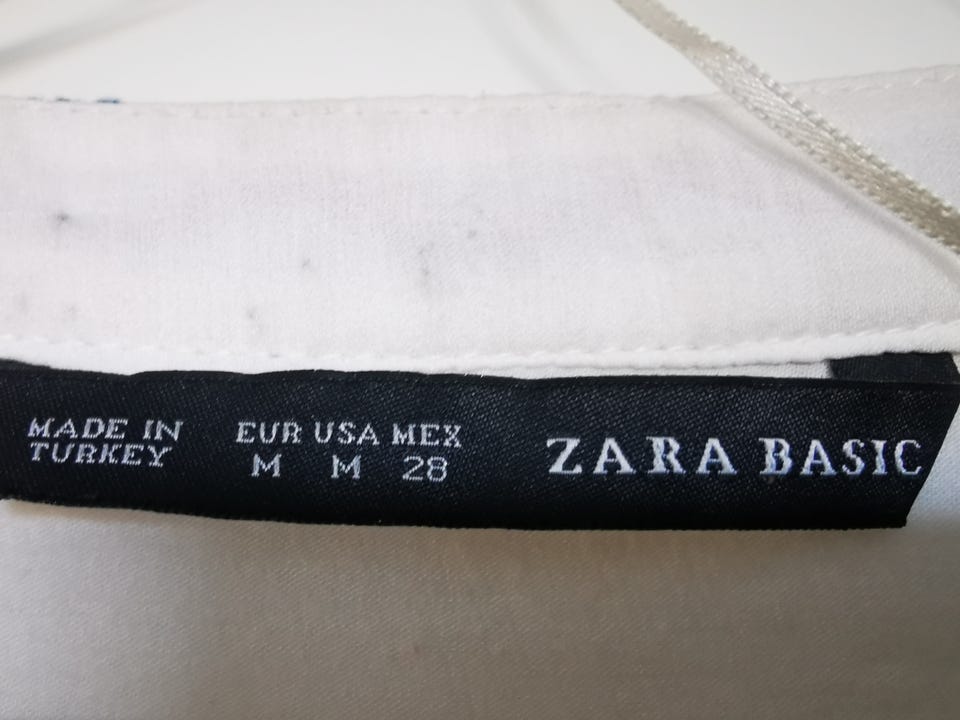 MADE IN
TURKEY
EUR USA MEX
M M 28
ZARA BASIC